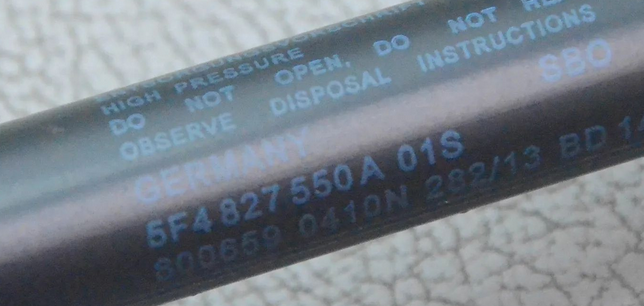 HIGH PRESSURE
DO NOT OPEN, DO NOT
OBSERVE DISPOSAL INSTRUCTIONS
SBO
GERMANY
5F4 827 550A 01S
800659 0410N 282/13 BD